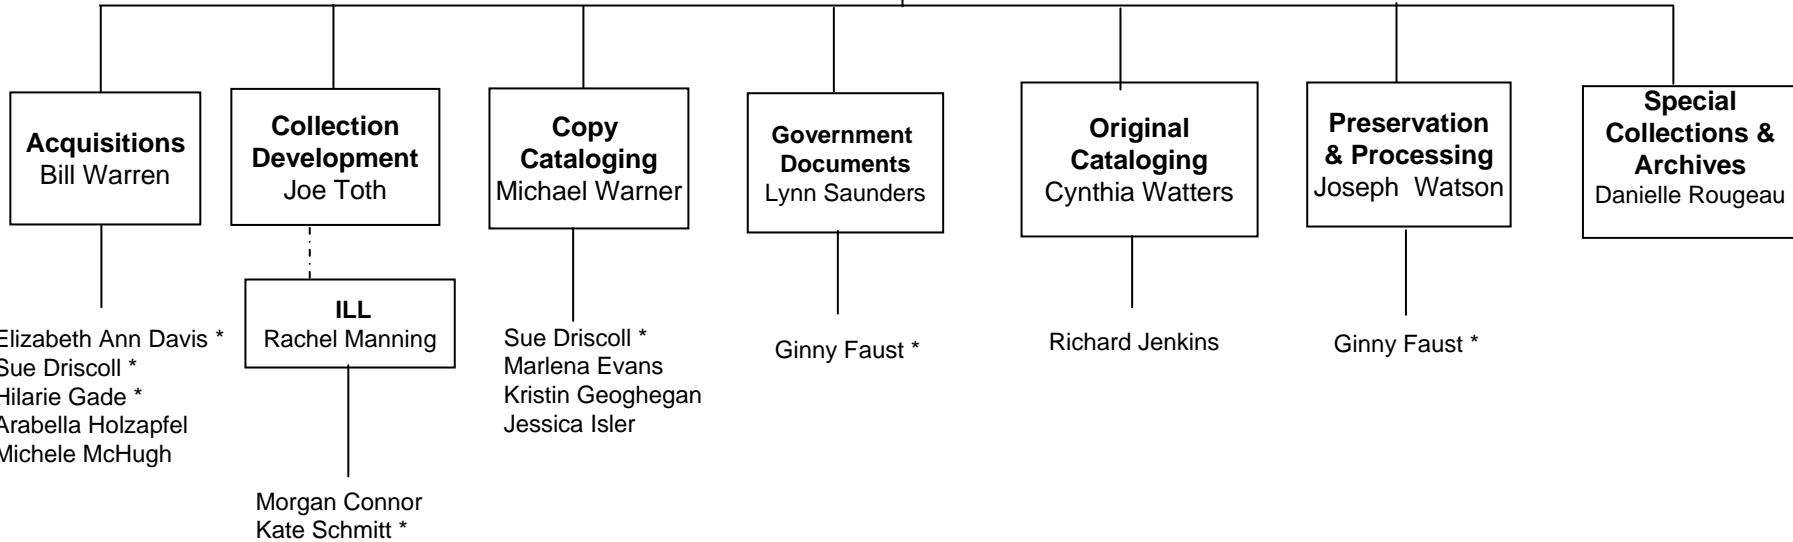 Acquisitions
Bill Warren
Elizabeth Ann Davis *
Sue Driscoll *
Hilarie Gade *
Arabella Holzapfel
Michele McHugh
Collection
Development
Joe Toth
ILL
Rachel Manning
Morgan Connor
Kate Schmitt *
Copy
Cataloging
Michael Warner
Sue Driscoll *
Marlena Evans
Kristin Geoghegan
Jessica Isler
Government
Documents
Lynn Saunders
Ginny Faust *
Original
Cataloging
Cynthia Watters
Richard Jenkins
Preservation
& Processing
Joseph Watson
Ginny Faust *
Special
Collections &
Archives
Danielle Rougeau